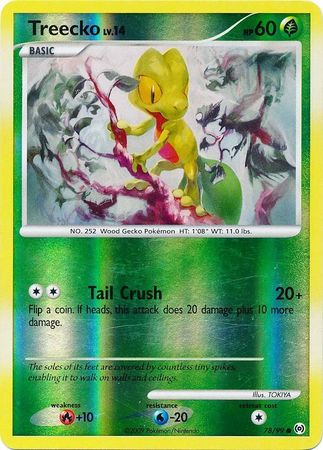 Treecko LV.14 HP 60
BASIC
NO. 252 Wood Gecko Pokémon HT: 1'08" WT: 11.0 lbs.
Tail Crush 20+
Flip a coin. If heads, this attack does 20 damage plus 10 more
damage.
The soles of its feet are covered by countless tiny spikes,
enabling it to walk on walls and ceilings.
Illus. TOKIYA
weakness resistance retreat cost
+10 -20
©2009 Pokémon/Nintendo 78/99